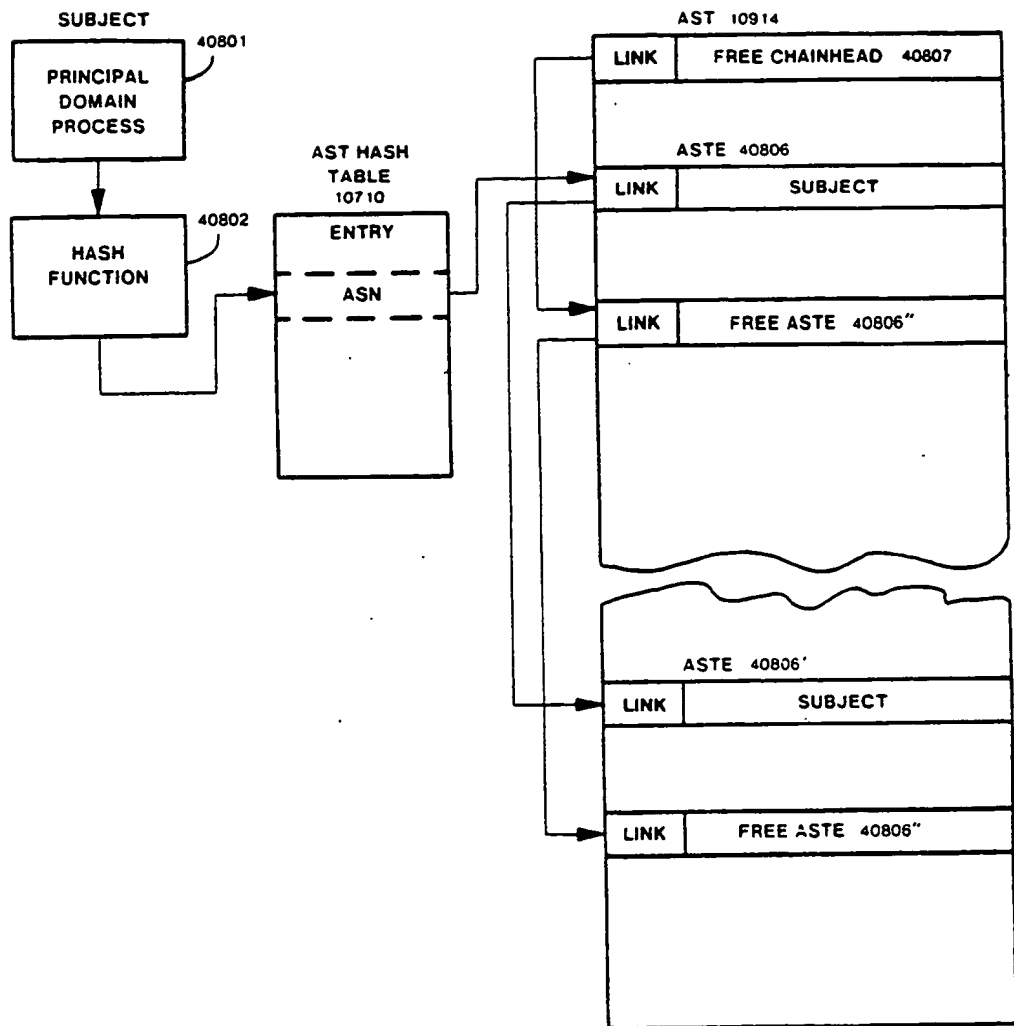 SUBJECT
40801
PRINCIPAL
DOMAIN
PROCESS
40802
HASH
FUNCTION
AST HASH
TABLE
10710
ENTRY
ASN
AST 10914
LINK FREE CHAINHEAD 40807
ASTE 40806
LINK SUBJECT
LINK FREE ASTE 40806"
ASTE 40806'
LINK SUBJECT
LINK FREE ASTE 40806"